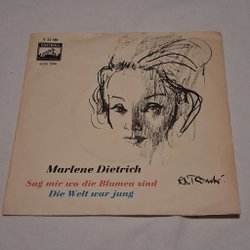 Marlene Dietrich
Sag mir wo die Blumen sind
Die Welt war jung